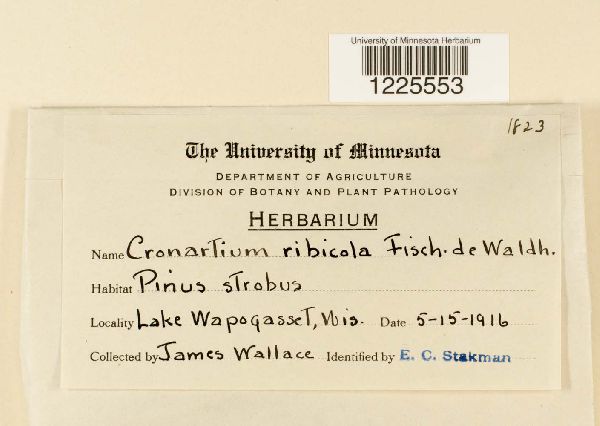 University of Minnesota Herbarium
1225553
1823
The University of Minnesota
DEPARTMENT OF AGRICULTURE
DIVISION OF BOTANY AND PLANT PATHOLOGY
HERBARIUM
Name Cronartium ribicola Fisch. de Waldh.
Habitat Pinus strobus
Locality Lake Wapogasset, Wis. Date 5-15-1916
Collected by James Wallace Identified by E. C. Stakman